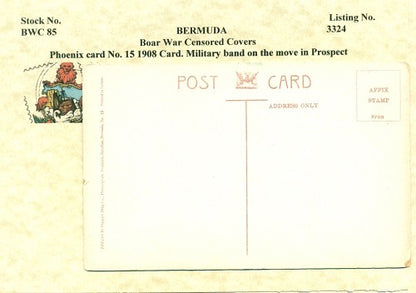 Stock No.
BWC 85
BERMUDA
Listing No.
3324
Boar War Censored Covers
Phoenix card No. 15 1908 Card. Military band on the move in Prospect
POST CARD
ADDRESS ONLY
AFFIX
STAMP